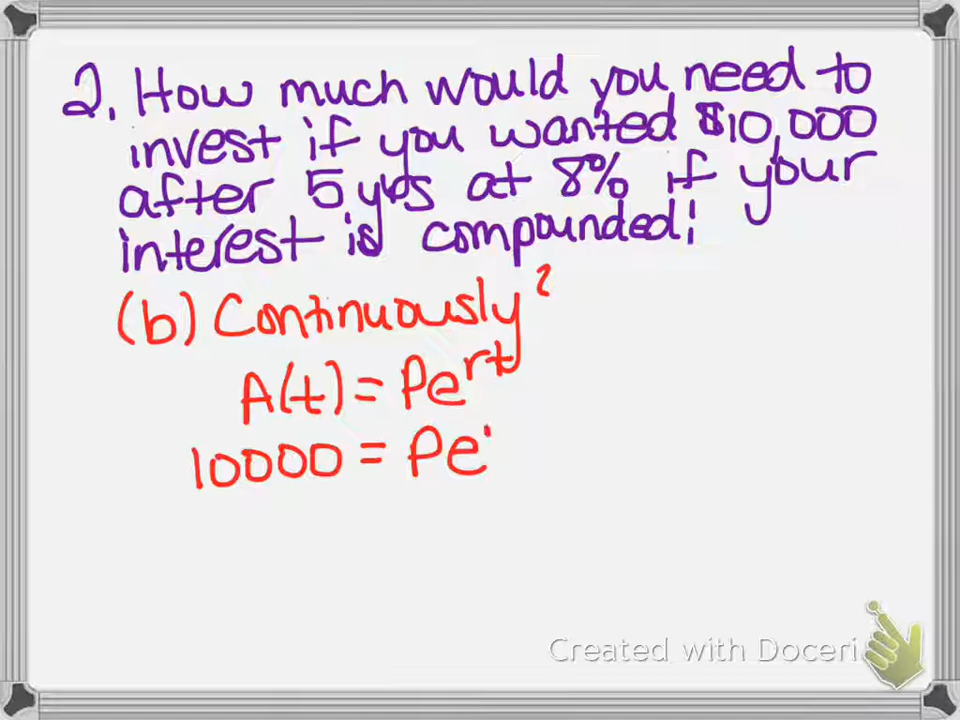 2. How much would you need to
invest if you wanted $10,000
after 5 yrs at 8% if your
interest is compounded:
(b) Continuously?
A(t) = Pe^{rt}
10000 = Pe
Created with Doceri